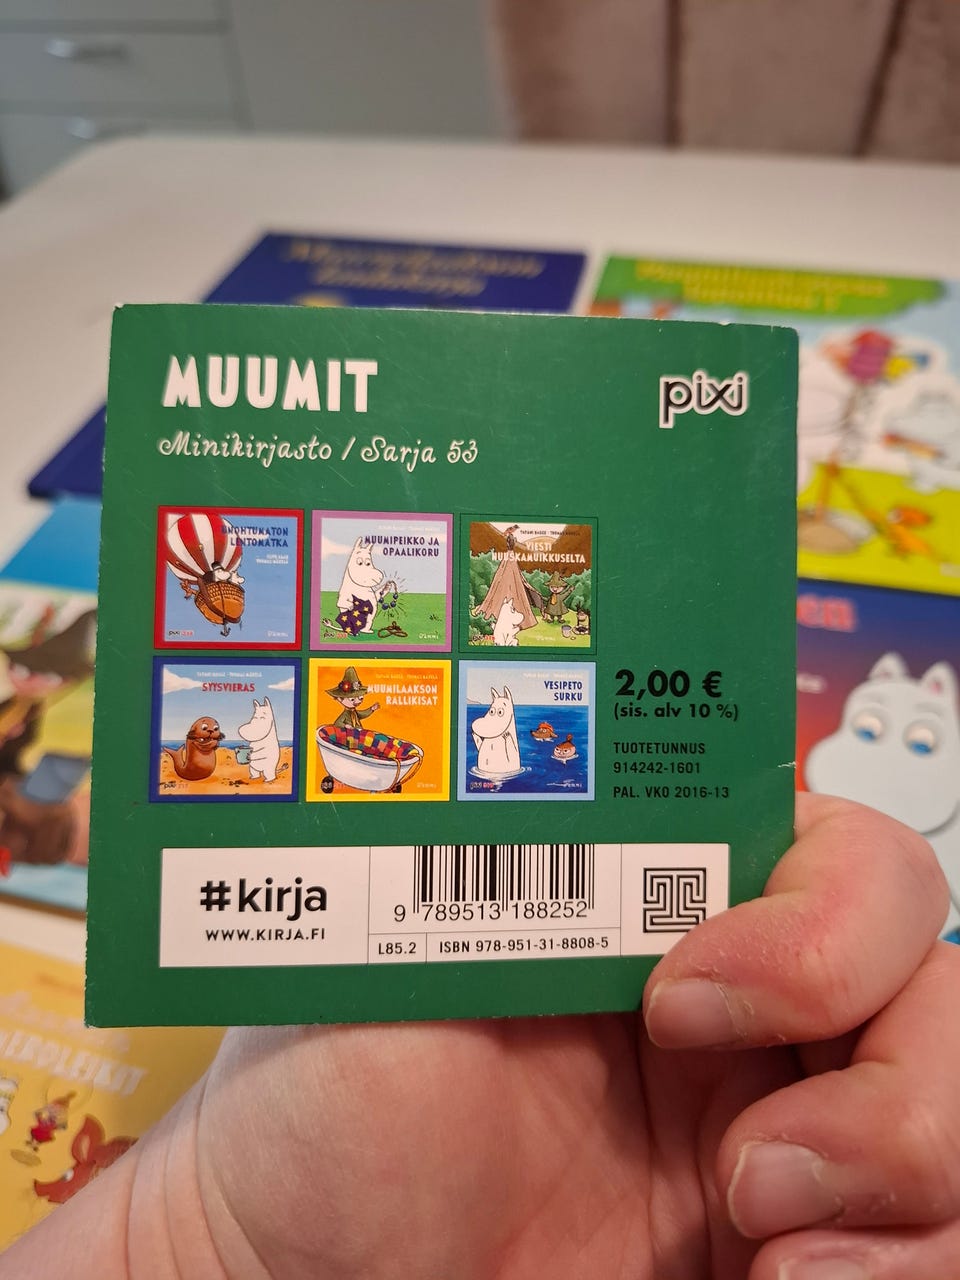 MUUMIT
pixi
Minikirjasto / Sarja 53
UNOHTUMATON
LENTOMATKA
MUUMIPEIKKO JA
OPAALIKORU
VIESTI
NUUSKAMUIKKUSELTA
SYYSVIERAS
MUUMILAAKSON
RALLIKISAT
VESIPETO
SURKU
2,00 €
(sis. alv 10 %)
TUOTETUNNUS
914242-1601
PAL. VKO 2016-13
#kirja
WWW.KIRJA.FI
9 789513 188252
L85.2
ISBN 978-951-31-8808-5